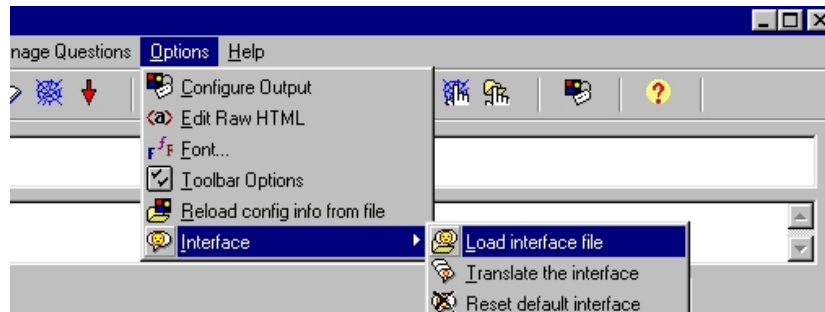 nage Questions Options Help
Configure Output
<a> Edit Raw HTML
F f F Font...
Toolbar Options
Reload config info from file
Interface
Load interface file
Translate the interface
Reset default interface
?